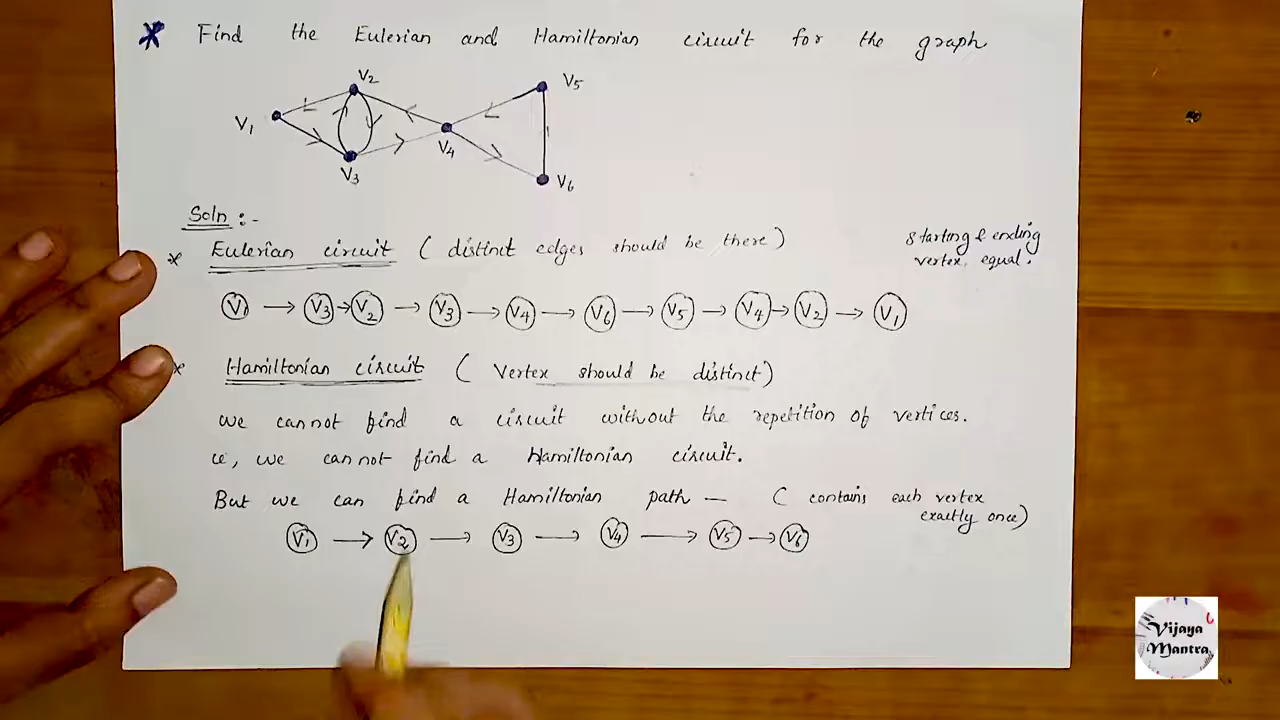 * Find the Eulerian and Hamiltonian circuit for the graph
V1
V2
V3
V4
V5
V6
Soln :-
* Eulerian circuit ( distinct edges should be there )
starting & ending
vertex equal.
V1 → V3 → V2 → V3 → V4 → V6 → V5 → V4 → V2 → V1
* Hamiltonian circuit ( Vertex should be distinct )
we cannot find a circuit without the repetition of vertices.
ie, we can not find a Hamiltonian circuit.
But we can find a Hamiltonian path — ( contains each vertex
exactly once )
V1 → V2 → V3 → V4 → V5 → V6
Vijaya
Mantra